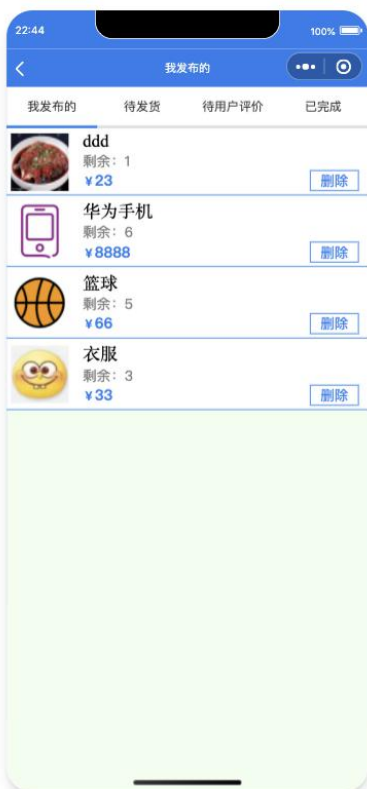 22:44 100%
我发布的
我发布的 待发货 待用户评价 已完成
ddd
剩余：1
¥23 删除
华为手机
剩余：6
¥8888 删除
篮球
剩余：5
¥66 删除
衣服
剩余：3
¥33 删除